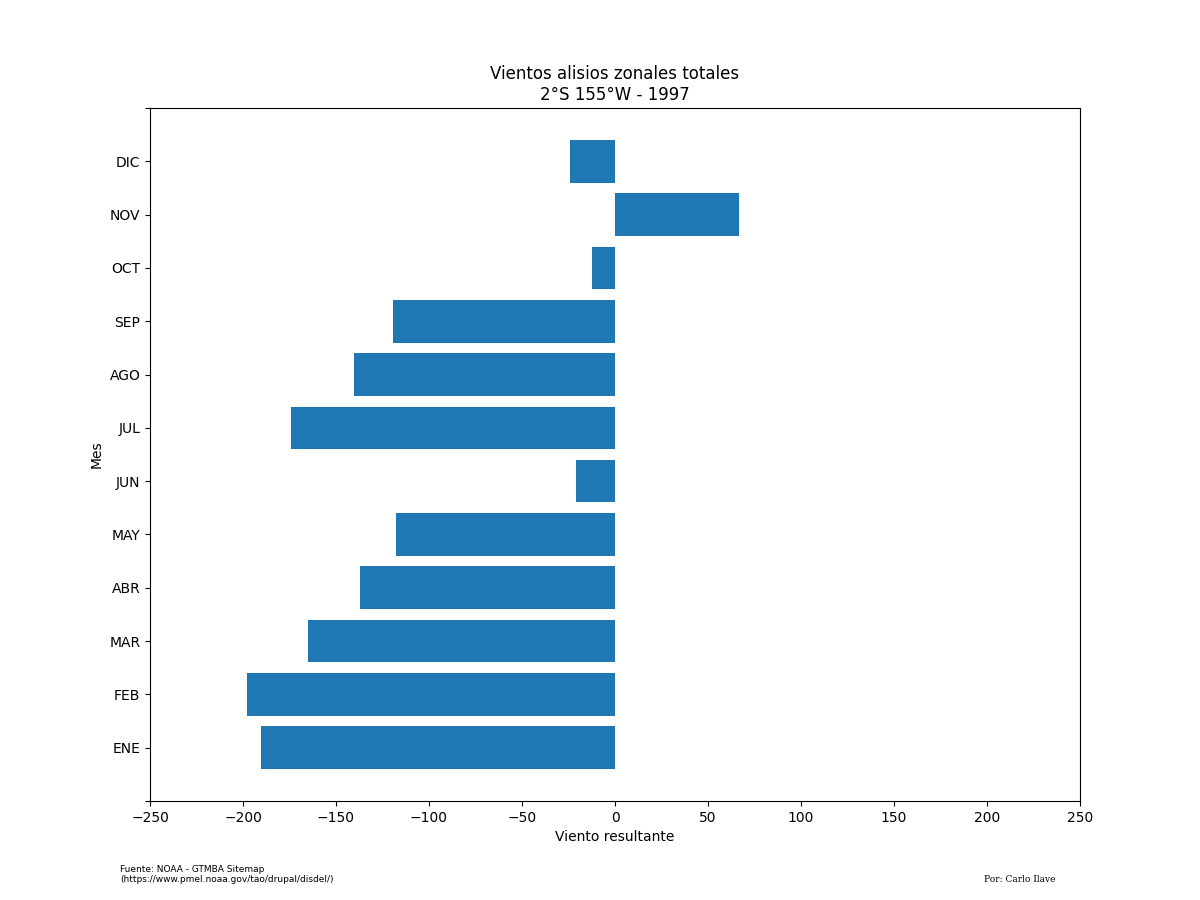 Vientos alisios zonales totales
2°S 155°W - 1997
DIC
NOV
OCT
SEP
AGO
JUL
JUN
MAY
ABR
MAR
FEB
ENE
Mes
−250 −200 −150 −100 −50 0 50 100 150 200 250
Viento resultante
Fuente: NOAA - GTMBA Sitemap
(https://www.pmel.noaa.gov/tao/drupal/disdel/)
Por: Carlo Ilave